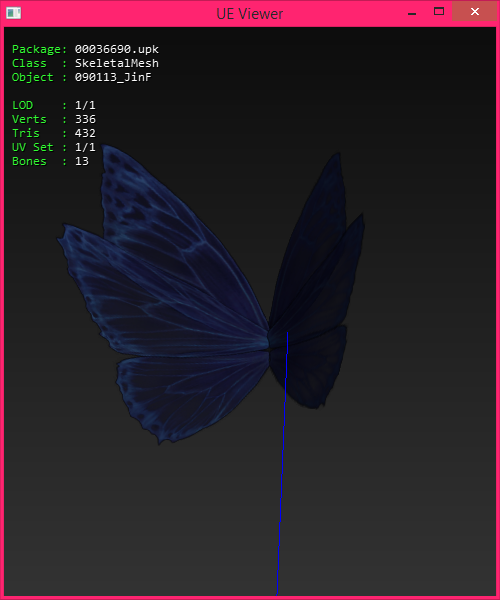 UE Viewer
Package: 00036690.upk
Class  : SkeletalMesh
Object : 090113_JinF
LOD    : 1/1
Verts  : 336
Tris   : 432
UV Set : 1/1
Bones  : 13